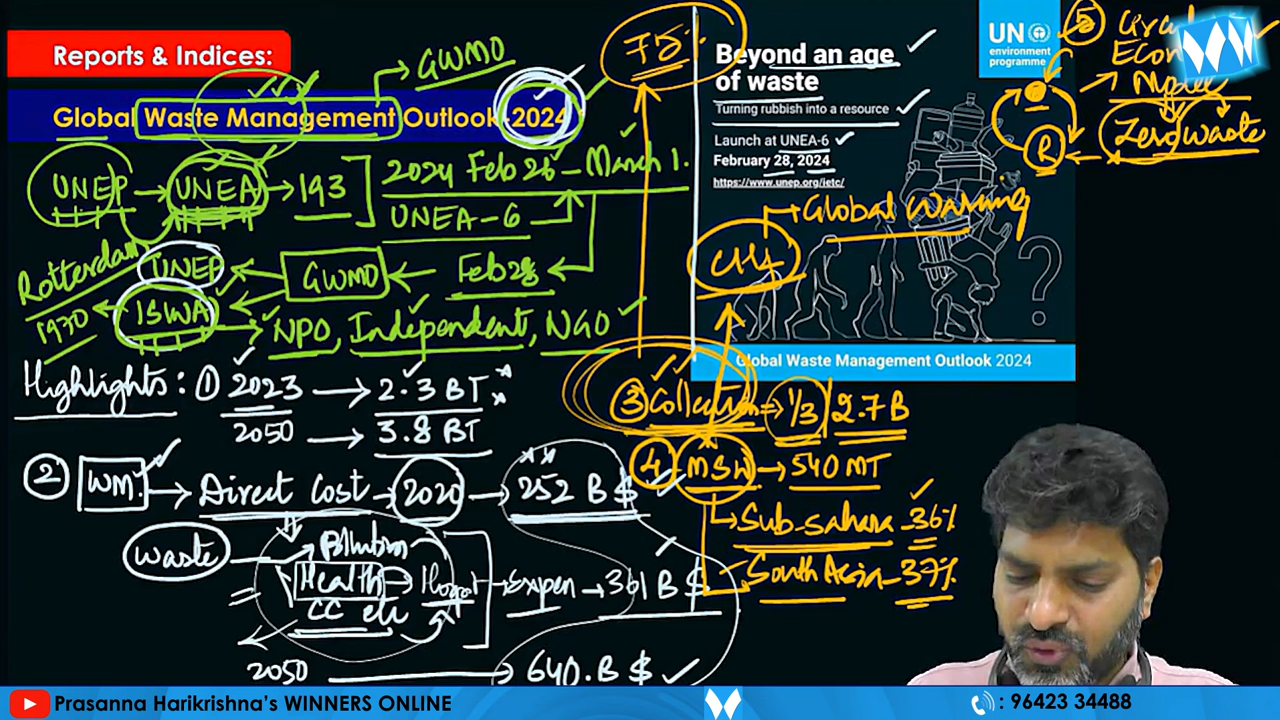 Reports & Indices:
Global Waste Management Outlook-2024
GWMO
75%
UNEP → UNEA → 193
2024 Feb 26 - March 1.
UNEA-6
Rotterdam
UNEP
GWMO
Feb 28
1970
ISWA
NPO, Independent, NGO
Highlights: ① 2023 → 2.3 BT
2050 → 3.8 BT
② WM. → Direct Cost → 2020 → 252 B $
waste
Pollution
Health
CC etc
Expen → 361 B $
2050 → 640.B $
Beyond an age
of waste
Turning rubbish into a resource
Launch at UNEA-6
February 28, 2024
https://www.unep.org/ietc/
UN
environment
programme
Global warming
CH4
Global Waste Management Outlook 2024
③ Collection → 1/3 2.7 B
④ MSW → 540 MT
Sub-sahara - 36%
South Asia - 37%
⑤
Zero waste
R
Prasanna Harikrishna's WINNERS ONLINE
: 96423 34488